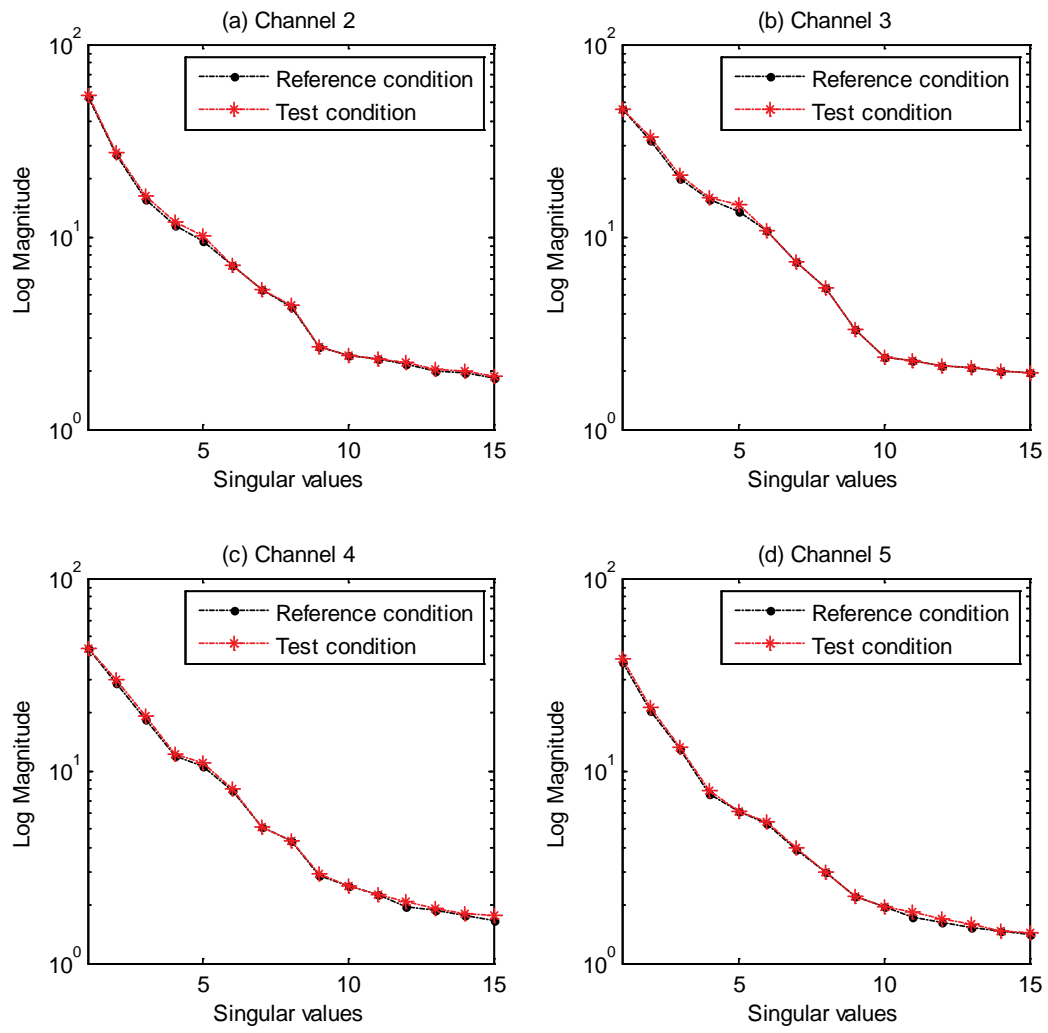 (a) Channel 2
10^2
10^1
10^0
Log Magnitude
Reference condition
Test condition
5
10
15
Singular values
(b) Channel 3
10^2
10^1
10^0
Log Magnitude
Reference condition
Test condition
5
10
15
Singular values
(c) Channel 4
10^2
10^1
10^0
Log Magnitude
Reference condition
Test condition
5
10
15
Singular values
(d) Channel 5
10^2
10^1
10^0
Log Magnitude
Reference condition
Test condition
5
10
15
Singular values